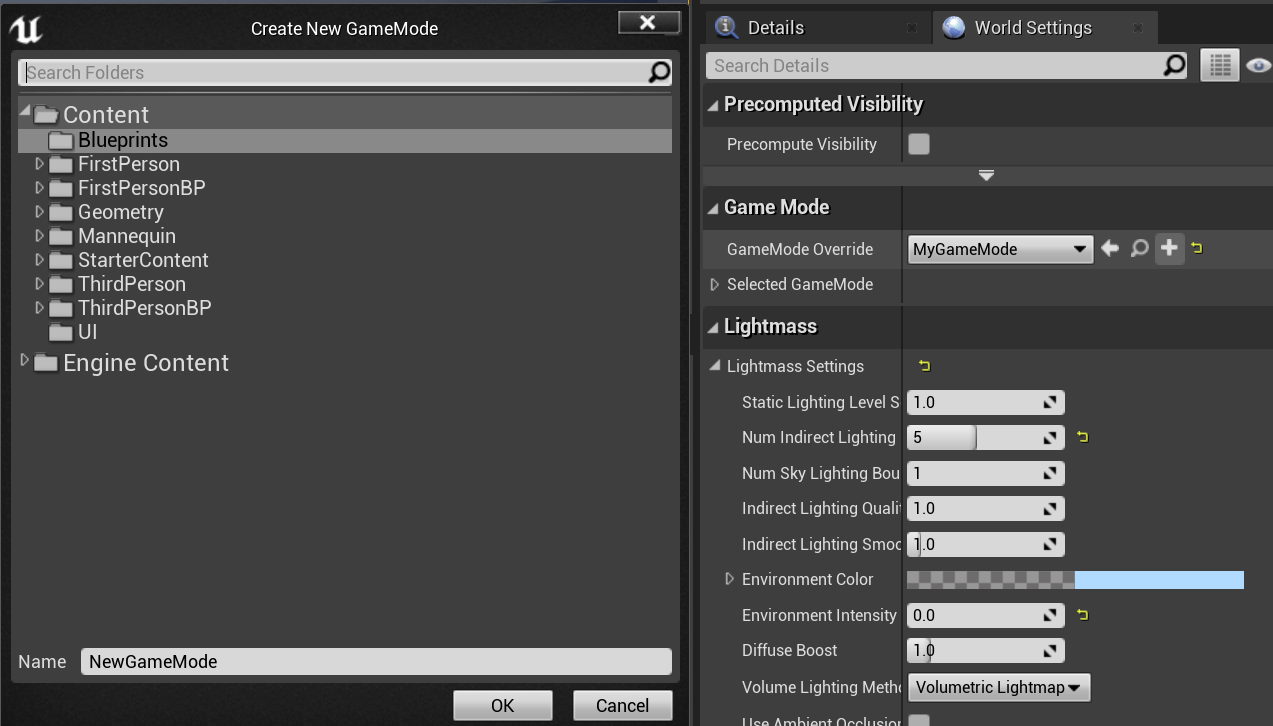 Create New GameMode
Search Folders
Content
Blueprints
FirstPerson
FirstPersonBP
Geometry
Mannequin
StarterContent
ThirdPerson
ThirdPersonBP
UI
Engine Content
Name NewGameMode
OK Cancel
Details World Settings
Search Details
Precomputed Visibility
Precompute Visibility
Game Mode
GameMode Override MyGameMode
Selected GameMode
Lightmass
Lightmass Settings
Static Lighting Level S 1.0
Num Indirect Lighting 5
Num Sky Lighting Bou 1
Indirect Lighting Quali 1.0
Indirect Lighting Smoo 1.0
Environment Color
Environment Intensity 0.0
Diffuse Boost 1.0
Volume Lighting Metho Volumetric Lightmap
Use Ambient Occlusion